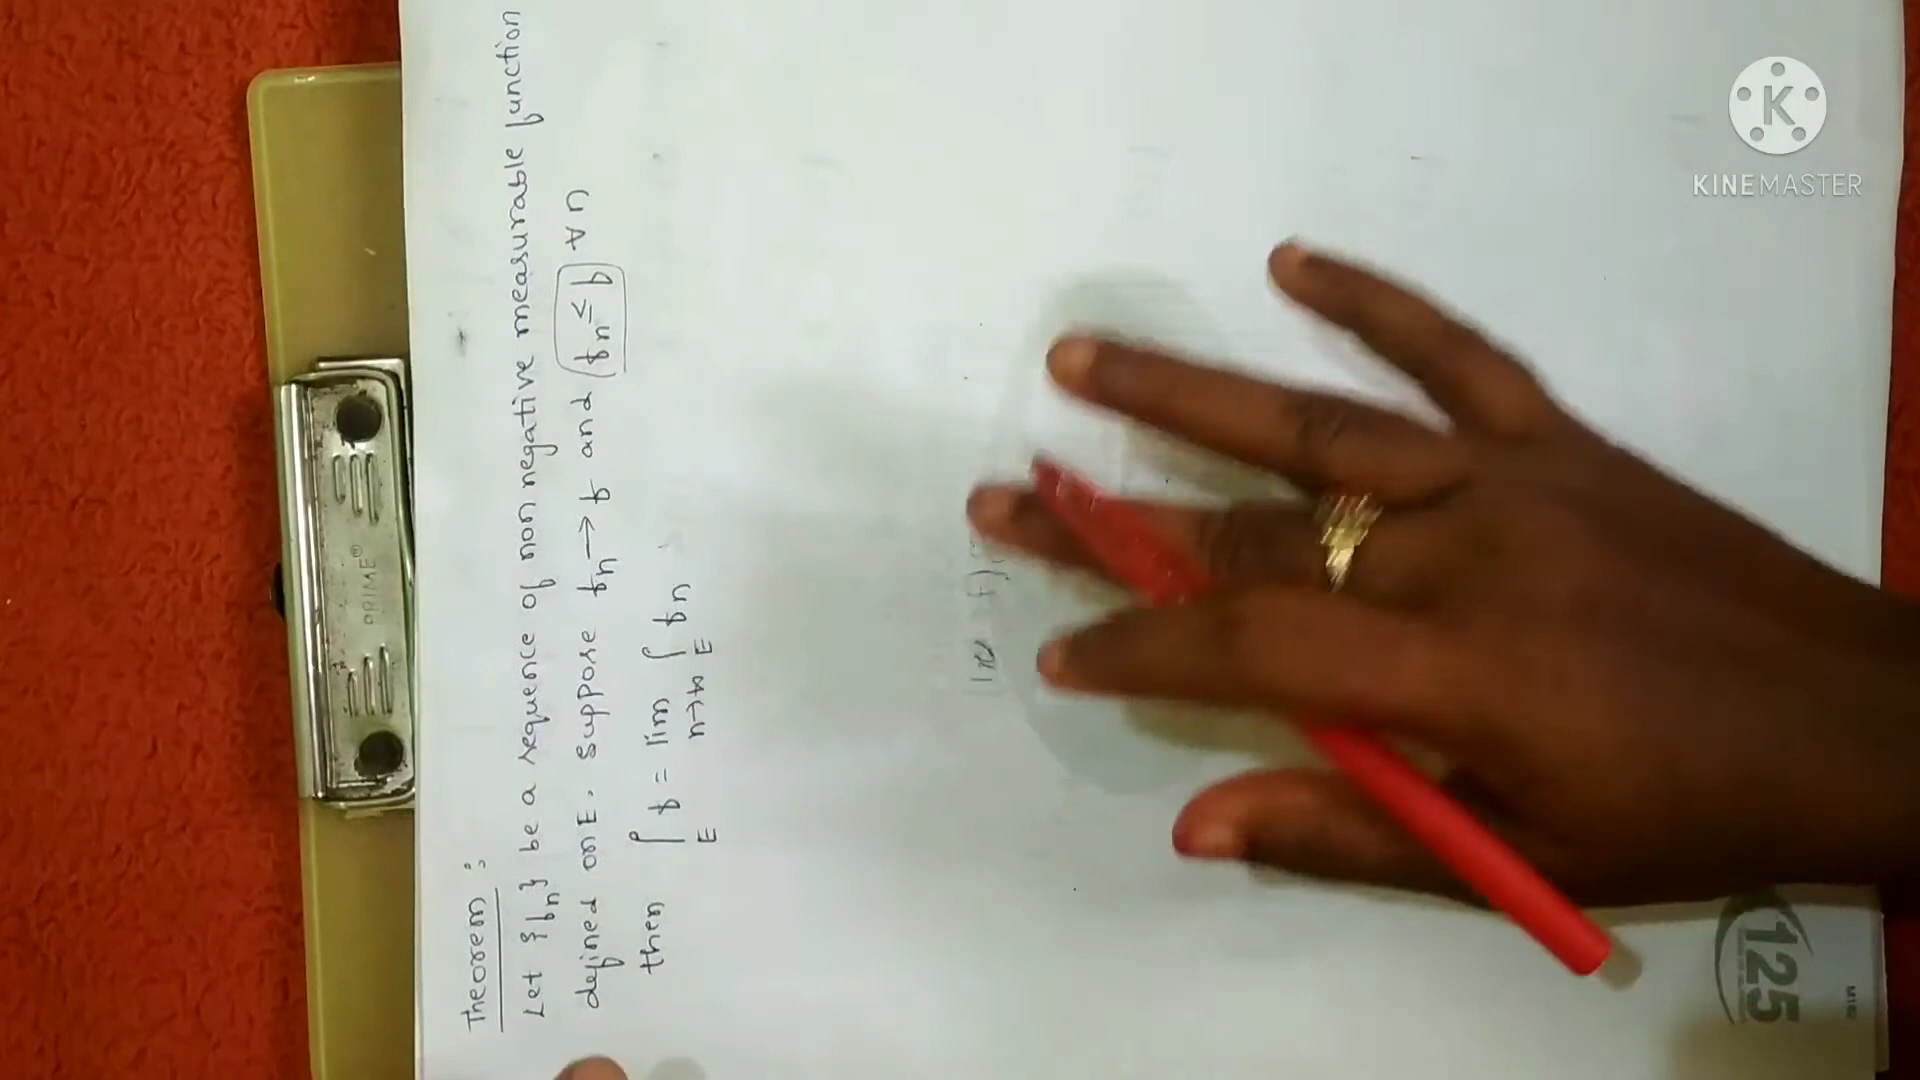 Theorem :
Let {fn} be a sequence of non negative measurable function
defined on E. Suppose fn → f and fn ≤ f ∀ n
then ∫E f = lim n→∞ ∫E fn
PRIME®
125
KINEMASTER